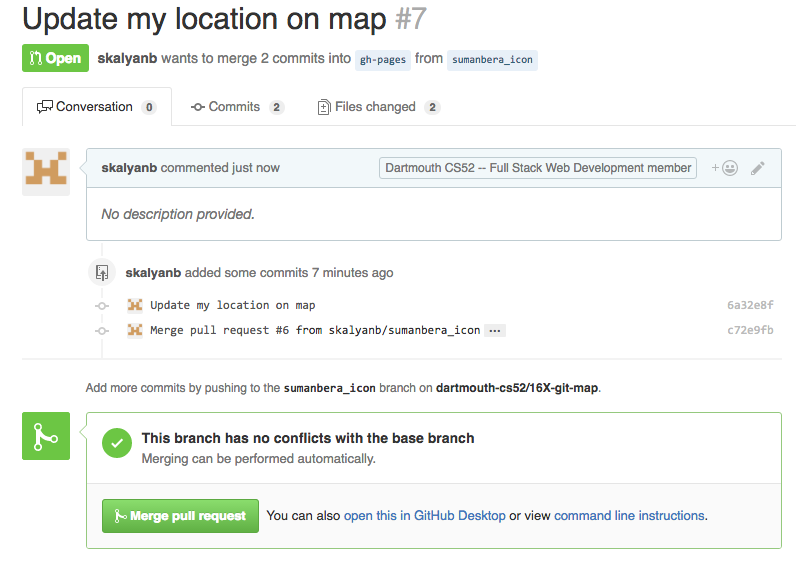 Update my location on map #7
Open skalyanb wants to merge 2 commits into gh-pages from sumanbera_icon
Conversation 0 Commits 2 Files changed 2
skalyanb commented just now Dartmouth CS52 -- Full Stack Web Development member +
No description provided.
skalyanb added some commits 7 minutes ago
Update my location on map 6a32e8f
Merge pull request #6 from skalyanb/sumanbera_icon ... c72e9fb
Add more commits by pushing to the sumanbera_icon branch on dartmouth-cs52/16X-git-map.
This branch has no conflicts with the base branch
Merging can be performed automatically.
Merge pull request You can also open this in GitHub Desktop or view command line instructions.